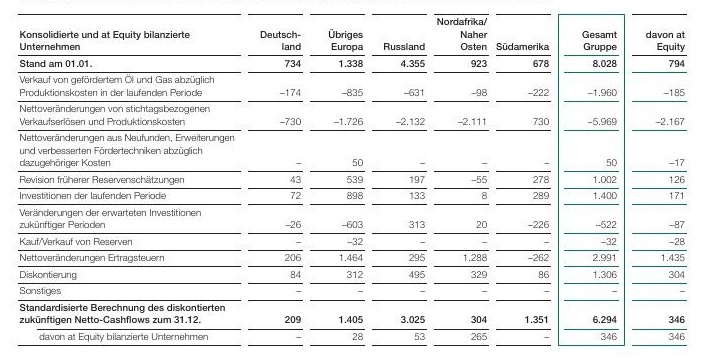 Konsolidierte und at Equity bilanzierte Unternehmen Deutsch-land Übriges Europa Russland Nordafrika/Naher Osten Südamerika Gesamt Gruppe davon at Equity
Stand am 01.01. 734 1.338 4.355 923 678 8.028 794
Verkauf von gefördertem Öl und Gas abzüglich
Produktionskosten in der laufenden Periode –174 –835 –631 –98 –222 –1.960 –185
Nettoveränderungen von stichtagsbezogenen
Verkaufserlösen und Produktionskosten –730 –1.726 –2.132 –2.111 730 –5.969 –2.167
Nettoveränderungen aus Neufunden, Erweiterungen
und verbesserten Fördertechniken abzüglich
dazugehöriger Kosten – 50 – – – 50 –17
Revision früherer Reservenschätzungen 43 539 197 –55 278 1.002 126
Investitionen der laufenden Periode 72 898 133 8 289 1.400 171
Veränderungen der erwarteten Investitionen
zukünftiger Perioden –26 –603 313 20 –226 –522 –87
Kauf/Verkauf von Reserven – –32 – – – –32 –28
Nettoveränderungen Ertragsteuern 206 1.464 295 1.288 –262 2.991 1.435
Diskontierung 84 312 495 329 86 1.306 304
Sonstiges – – – – – – –
Standardisierte Berechnung des diskontierten
zukünftigen Netto-Cashflows zum 31.12. 209 1.405 3.025 304 1.351 6.294 346
davon at Equity bilanzierte Unternehmen – 28 53 265 – 346 346